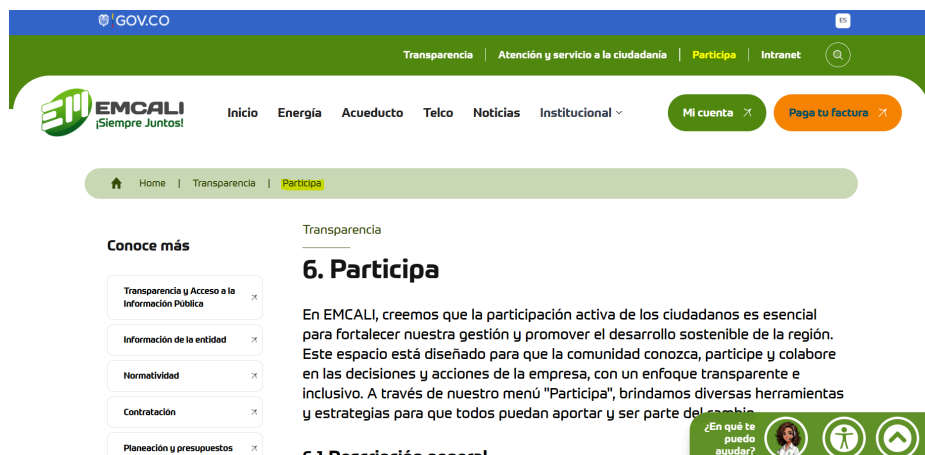 GOV.CO
ES
Transparencia | Atención y servicio a la ciudadanía | Participa | Intranet
EMCALI
¡Siempre Juntos!
Inicio Energía Acueducto Telco Noticias Institucional
Mi cuenta
Paga tu factura
Home | Transparencia | Participa
Conoce más
Transparencia y Acceso a la
Información Pública
Información de la entidad
Normatividad
Contratación
Planeación y presupuestos
Transparencia
6. Participa
En EMCALI, creemos que la participación activa de los ciudadanos es esencial
para fortalecer nuestra gestión y promover el desarrollo sostenible de la región.
Este espacio está diseñado para que la comunidad conozca, participe y colabore
en las decisiones y acciones de la empresa, con un enfoque transparente e
inclusivo. A través de nuestro menú "Participa", brindamos diversas herramientas
y estrategias para que todos puedan aportar y ser parte del cambio.
6.1 Descripción general
¿En qué te
puedo
ayudar?